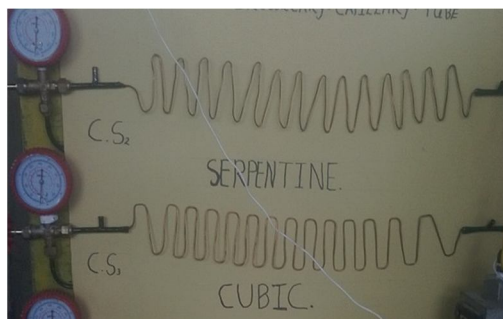 CAPILLARY-TUBE
C.S₂
SERPENTINE.
C.S₃
CUBIC.